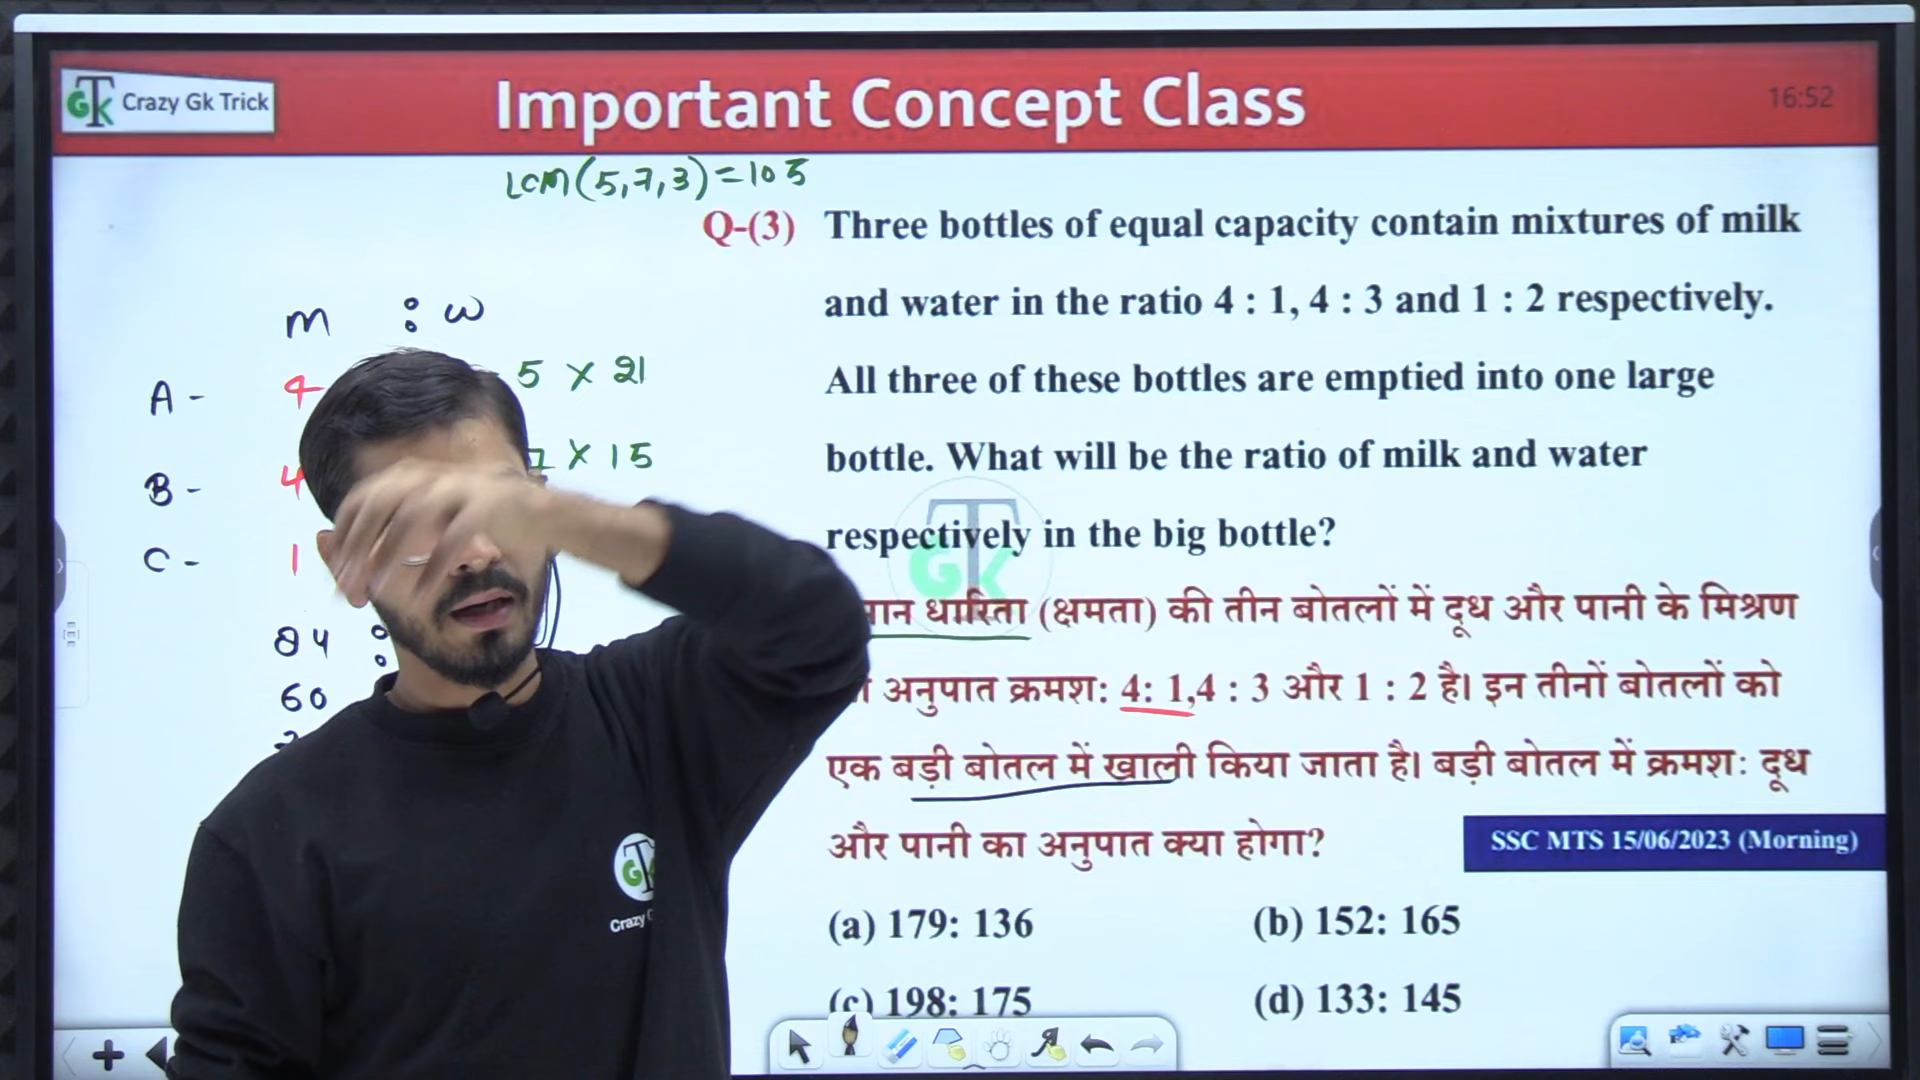 GTK Crazy Gk Trick
Important Concept Class
16:52
LCM(5,7,3)=105
Q-(3) Three bottles of equal capacity contain mixtures of milk
and water in the ratio 4 : 1, 4 : 3 and 1 : 2 respectively.
All three of these bottles are emptied into one large
bottle. What will be the ratio of milk and water
respectively in the big bottle?
धारिता (क्षमता) की तीन बोतलों में दूध और पानी के मिश्रण
अनुपात क्रमश: 4: 1,4 : 3 और 1 : 2 है। इन तीनों बोतलों को
एक बड़ी बोतल में खाली किया जाता है। बड़ी बोतल में क्रमश: दूध
और पानी का अनुपात क्या होगा?
SSC MTS 15/06/2023 (Morning)
(a) 179: 136
(b) 152: 165
(c) 198: 175
(d) 133: 145
m : w
A - 4 5 × 21
B - 4 7 × 15
C - 1
84 :
60
GTK
Crazy